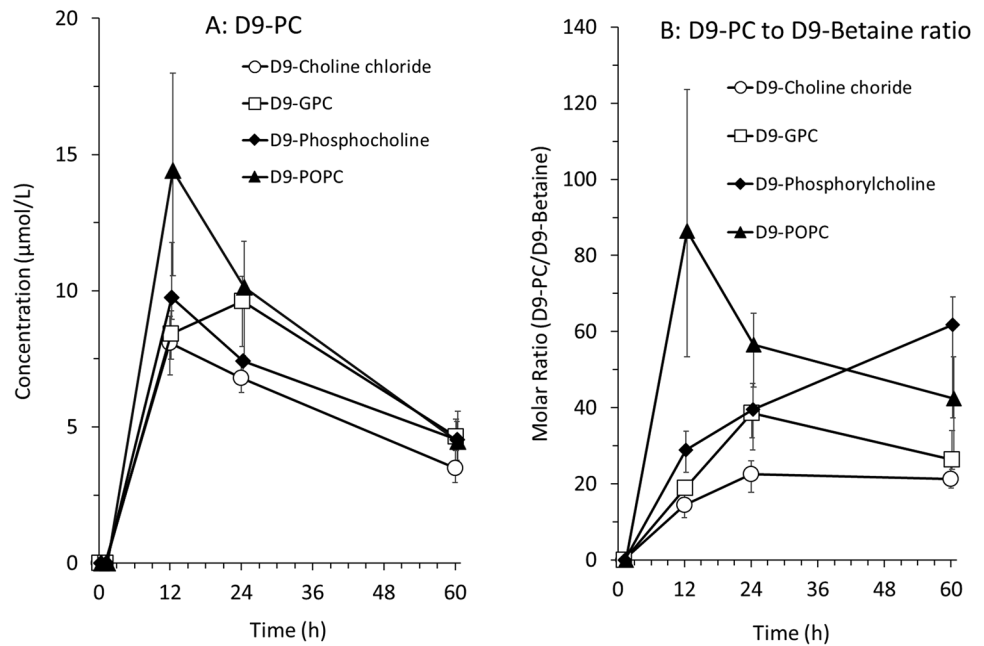 A: D9-PC
D9-Choline chloride
D9-GPC
D9-Phosphocholine
D9-POPC
Concentration (µmol/L)
20
15
10
5
0
0 12 24 36 48 60
Time (h)
B: D9-PC to D9-Betaine ratio
D9-Choline choride
D9-GPC
D9-Phosphorylcholine
D9-POPC
Molar Ratio (D9-PC/D9-Betaine)
140
120
100
80
60
40
20
0
0 12 24 36 48 60
Time (h)